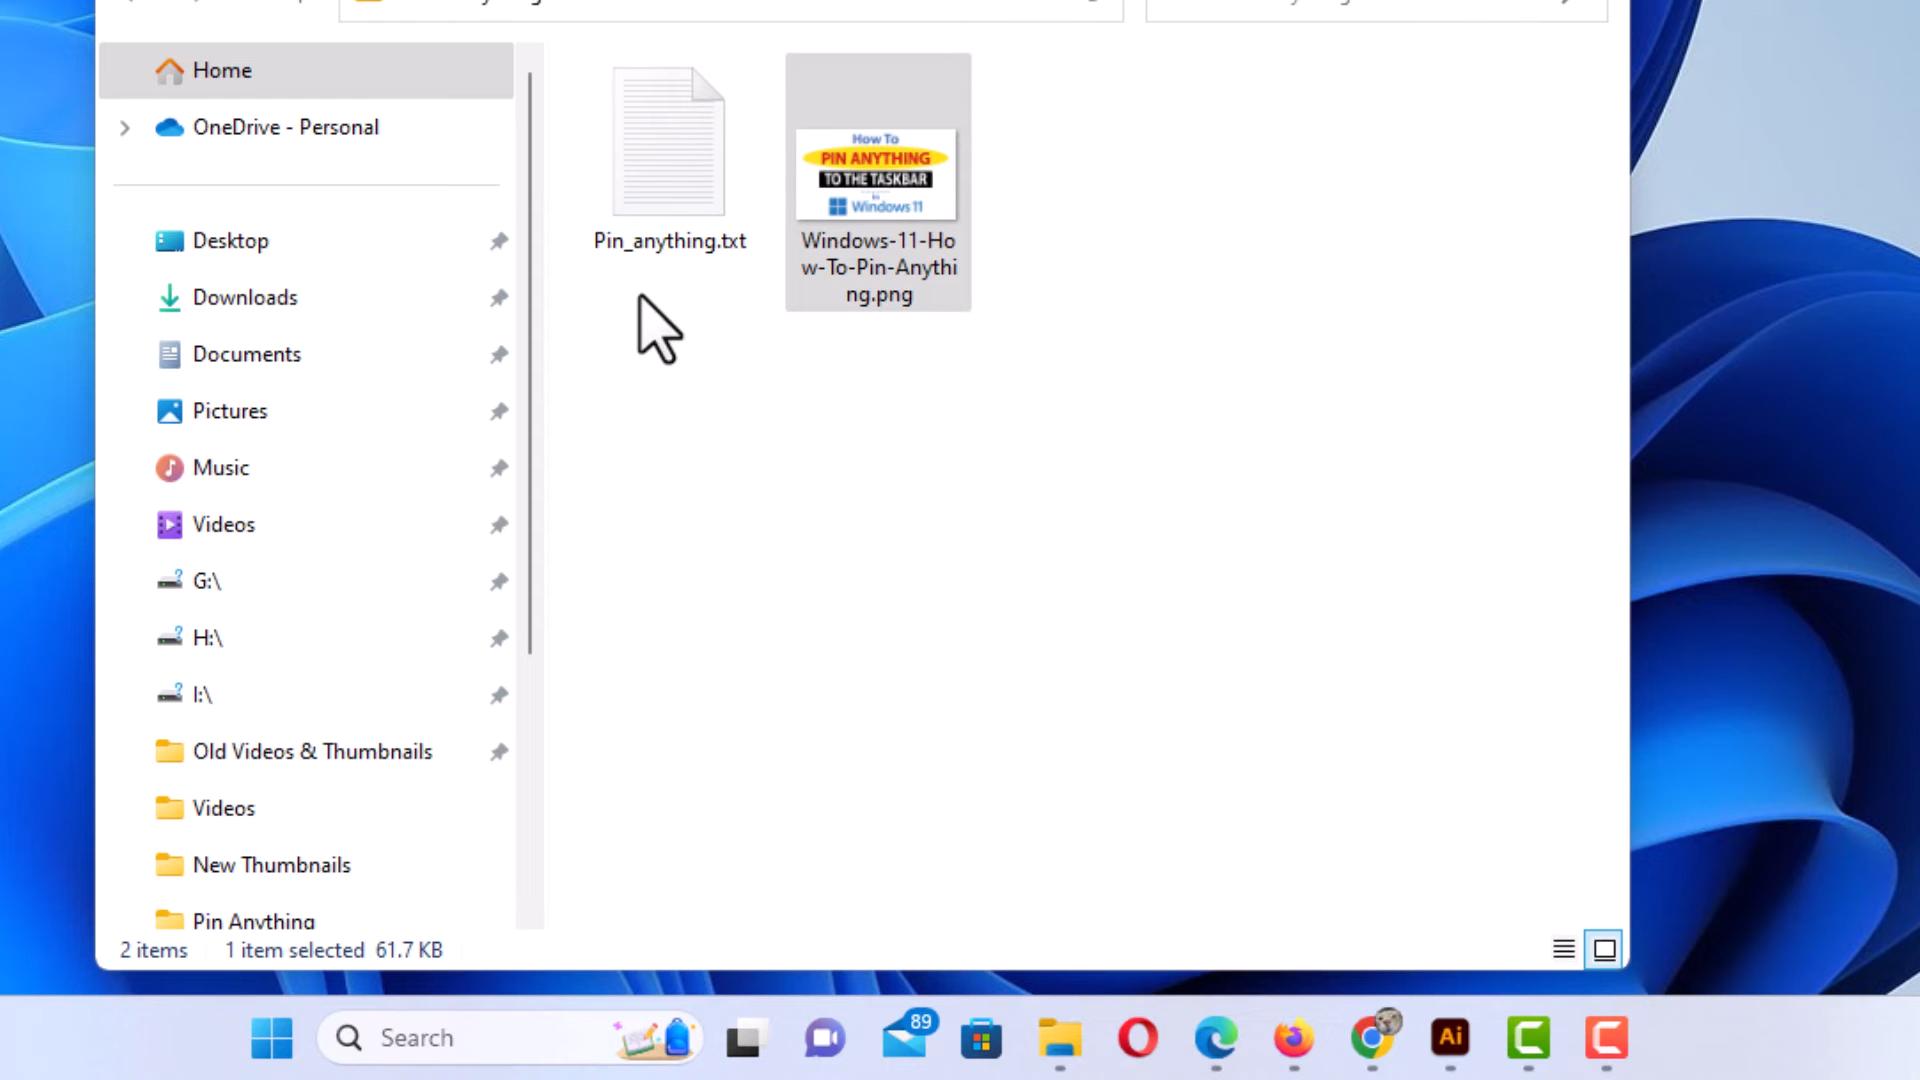 Home
OneDrive - Personal
Desktop
Downloads
Documents
Pictures
Music
Videos
G:\
H:\
I:\
Old Videos & Thumbnails
Videos
New Thumbnails
Pin Anything
Pin_anything.txt
How To
PIN ANYTHING
TO THE TASKBAR
Windows 11
Windows-11-Ho
w-To-Pin-Anythi
ng.png
2 items 1 item selected 61.7 KB
Search
89
Ai